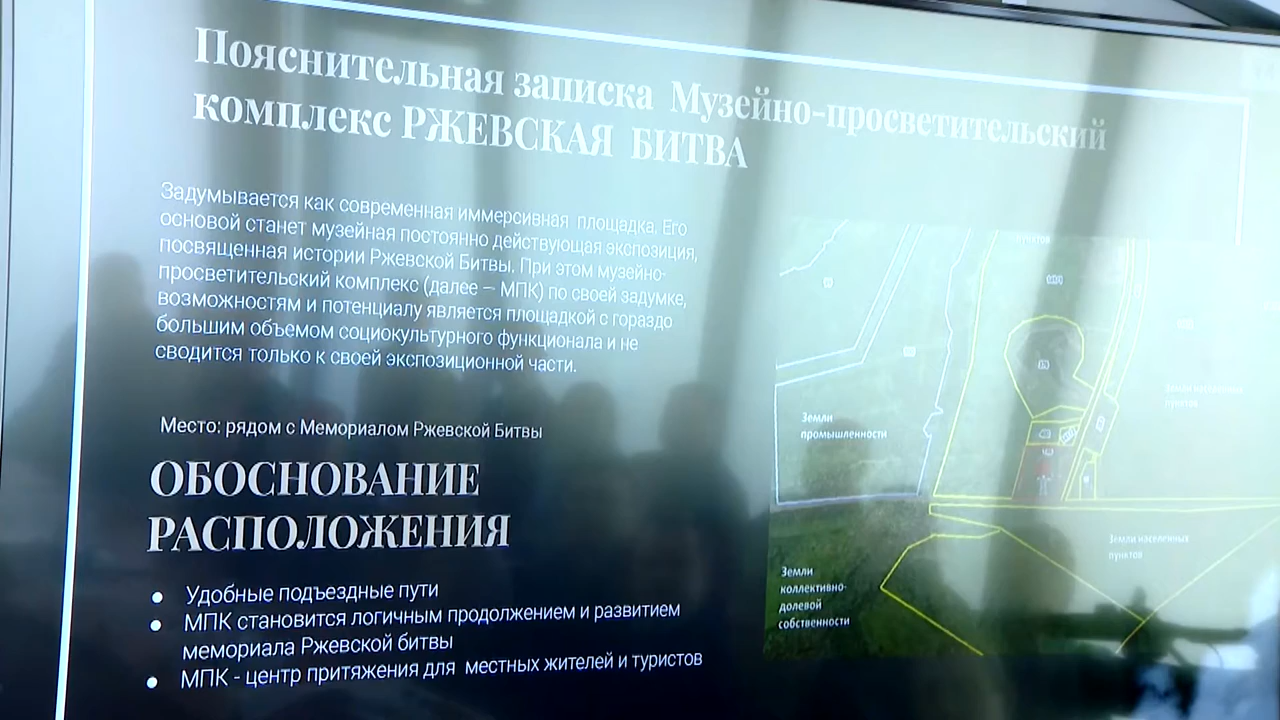 Пояснительная записка Музейно-просветительский
комплекс РЖЕВСКАЯ БИТВА
Задумывается как современная иммерсивная площадка. Его
основой станет музейная постоянно действующая экспозиция,
посвященная истории Ржевской Битвы. При этом музейно-
просветительский комплекс (далее – МПК) по своей задумке,
возможностям и потенциалу является площадкой с гораздо
большим объемом социокультурного функционала и не
сводится только к своей экспозиционной части.
Место: рядом с Мемориалом Ржевской Битвы
ОБОСНОВАНИЕ
РАСПОЛОЖЕНИЯ
● Удобные подъездные пути
● МПК становится логичным продолжением и развитием
мемориала Ржевской битвы
● МПК - центр притяжения для местных жителей и туристов
пунктов
Земли населенных
пунктов
Земли
промышленности
Земли населенных
пунктов
Земли
коллективно-
долевой
собственности